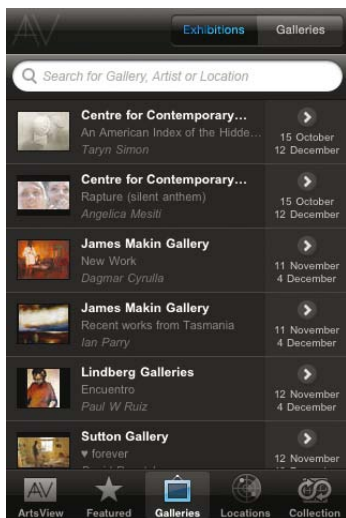 AV
Exhibitions
Galleries
Search for Gallery, Artist or Location
Centre for Contemporary...
An American Index of the Hidde...
Taryn Simon
15 October
12 December
Centre for Contemporary...
Rapture (silent anthem)
Angelica Mesiti
15 October
12 December
James Makin Gallery
New Work
Dagmar Cyrulla
11 November
4 December
James Makin Gallery
Recent works from Tasmania
Ian Parry
11 November
4 December
Lindberg Galleries
Encuentro
Paul W Ruiz
12 November
4 December
Sutton Gallery
♥ forever
12 November
AV
ArtsView
Featured
Galleries
Locations
Collection